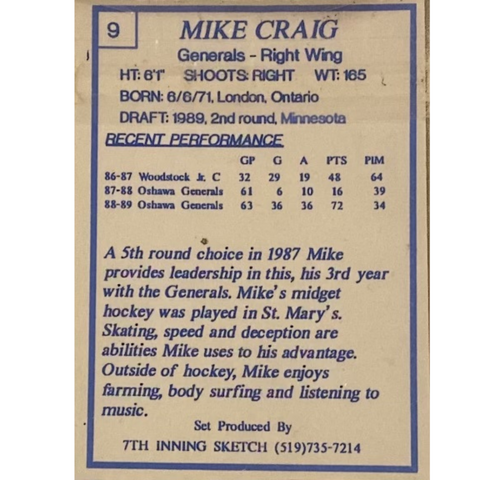 9 MIKE CRAIG
Generals - Right Wing
HT: 6'1" SHOOTS: RIGHT WT: 165
BORN: 6/6/71, London, Ontario
DRAFT: 1989, 2nd round, Minnesota
RECENT PERFORMANCE
GP G A PTS PIM
86-87 Woodstock Jr. C 32 29 19 48 64
87-88 Oshawa Generals 61 6 10 16 39
88-89 Oshawa Generals 63 36 36 72 34
A 5th round choice in 1987 Mike
provides leadership in this, his 3rd year
with the Generals. Mike's midget
hockey was played in St. Mary's.
Skating, speed and deception are
abilities Mike uses to his advantage.
Outside of hockey, Mike enjoys
farming, body surfing and listening to
music.
Set Produced By
7TH INNING SKETCH (519)735-7214